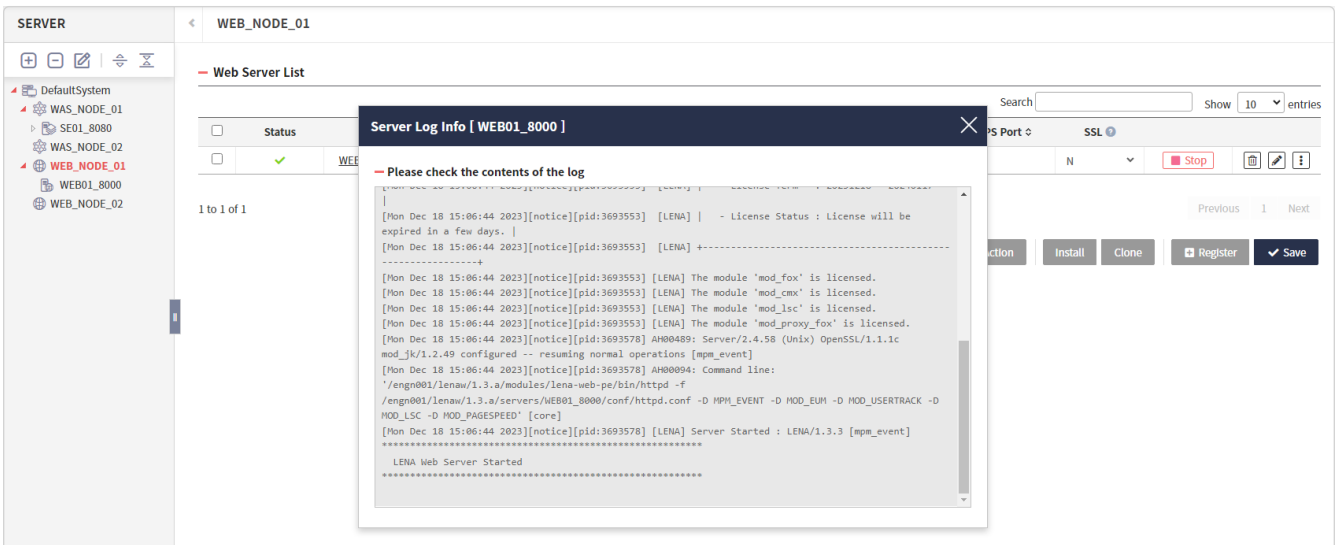 SERVER
WEB_NODE_01
DefaultSystem
WAS_NODE_01
SE01_8080
WAS_NODE_02
WEB_NODE_01
WEB01_8000
WEB_NODE_02
Web Server List
Search
Show 10 entries
Status
PS Port
SSL
WEB
N
Stop
1 to 1 of 1
Previous 1 Next
ction
Install
Clone
Register
Save
Server Log Info [ WEB01_8000 ]
Please check the contents of the log
|
[Mon Dec 18 15:06:44 2023][notice][pid:3693553]  [LENA] |   - License Status : License will be
expired in a few days. |
[Mon Dec 18 15:06:44 2023][notice][pid:3693553]  [LENA] +--------------------------------------------
-----------------+
[Mon Dec 18 15:06:44 2023][notice][pid:3693553] [LENA] The module 'mod_fox' is licensed.
[Mon Dec 18 15:06:44 2023][notice][pid:3693553] [LENA] The module 'mod_cmx' is licensed.
[Mon Dec 18 15:06:44 2023][notice][pid:3693553] [LENA] The module 'mod_lsc' is licensed.
[Mon Dec 18 15:06:44 2023][notice][pid:3693553] [LENA] The module 'mod_proxy_fox' is licensed.
[Mon Dec 18 15:06:44 2023][notice][pid:3693578] AH00489: Server/2.4.58 (Unix) OpenSSL/1.1.1c
mod_jk/1.2.49 configured -- resuming normal operations [mpm_event]
[Mon Dec 18 15:06:44 2023][notice][pid:3693578] AH00094: Command line:
'/engn001/lenaw/1.3.a/modules/lena-web-pe/bin/httpd -f
/engn001/lenaw/1.3.a/servers/WEB01_8000/conf/httpd.conf -D MPM_EVENT -D MOD_EUM -D MOD_USERTRACK -D
MOD_LSC -D MOD_PAGESPEED' [core]
[Mon Dec 18 15:06:44 2023][notice][pid:3693578] [LENA] Server Started : LENA/1.3.3 [mpm_event]
*********************************************************
LENA Web Server Started
*********************************************************